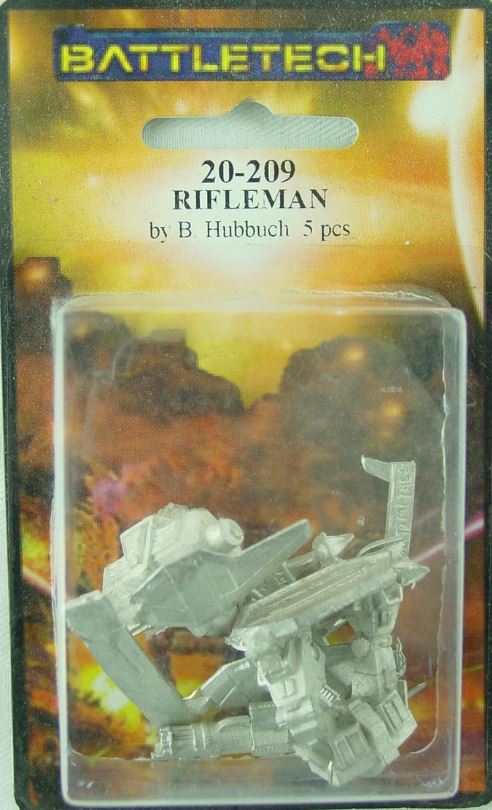 BATTLETECH
20-209
RIFLEMAN
by B. Hubbuch 5 pcs